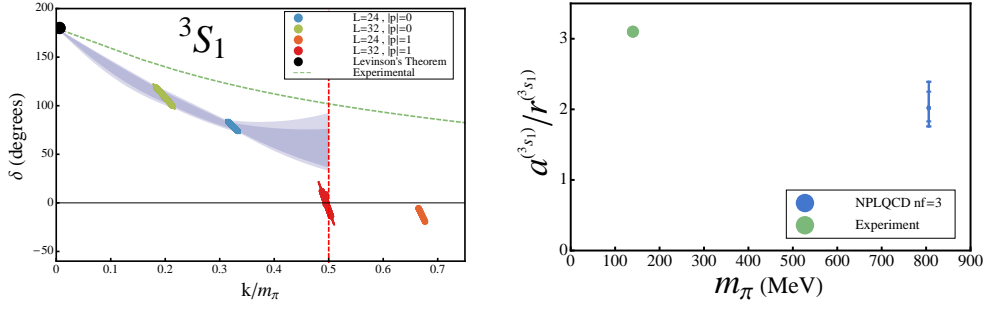 ³S₁
L=24 , |p|=0
L=32 , |p|=0
L=24 , |p|=1
L=32 , |p|=1
Levinson's Theorem
Experimental
δ (degrees)
200
150
100
50
0
−50
0
0.1
0.2
0.3
0.4
0.5
0.6
0.7
k/mπ
a(³s₁)/r(³s₁)
3
2
1
0
NPLQCD nf=3
Experiment
0
100
200
300
400
500
600
700
800
900
mπ (MeV)